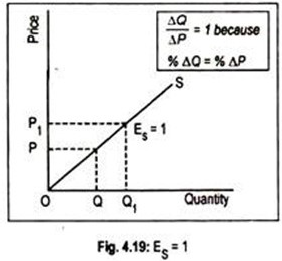 ΔQ
ΔP
= 1 because
% ΔQ = % ΔP
Price
S
P₁
Eₛ = 1
P
O
Q
Q₁
Quantity
Fig. 4.19: Eₛ = 1